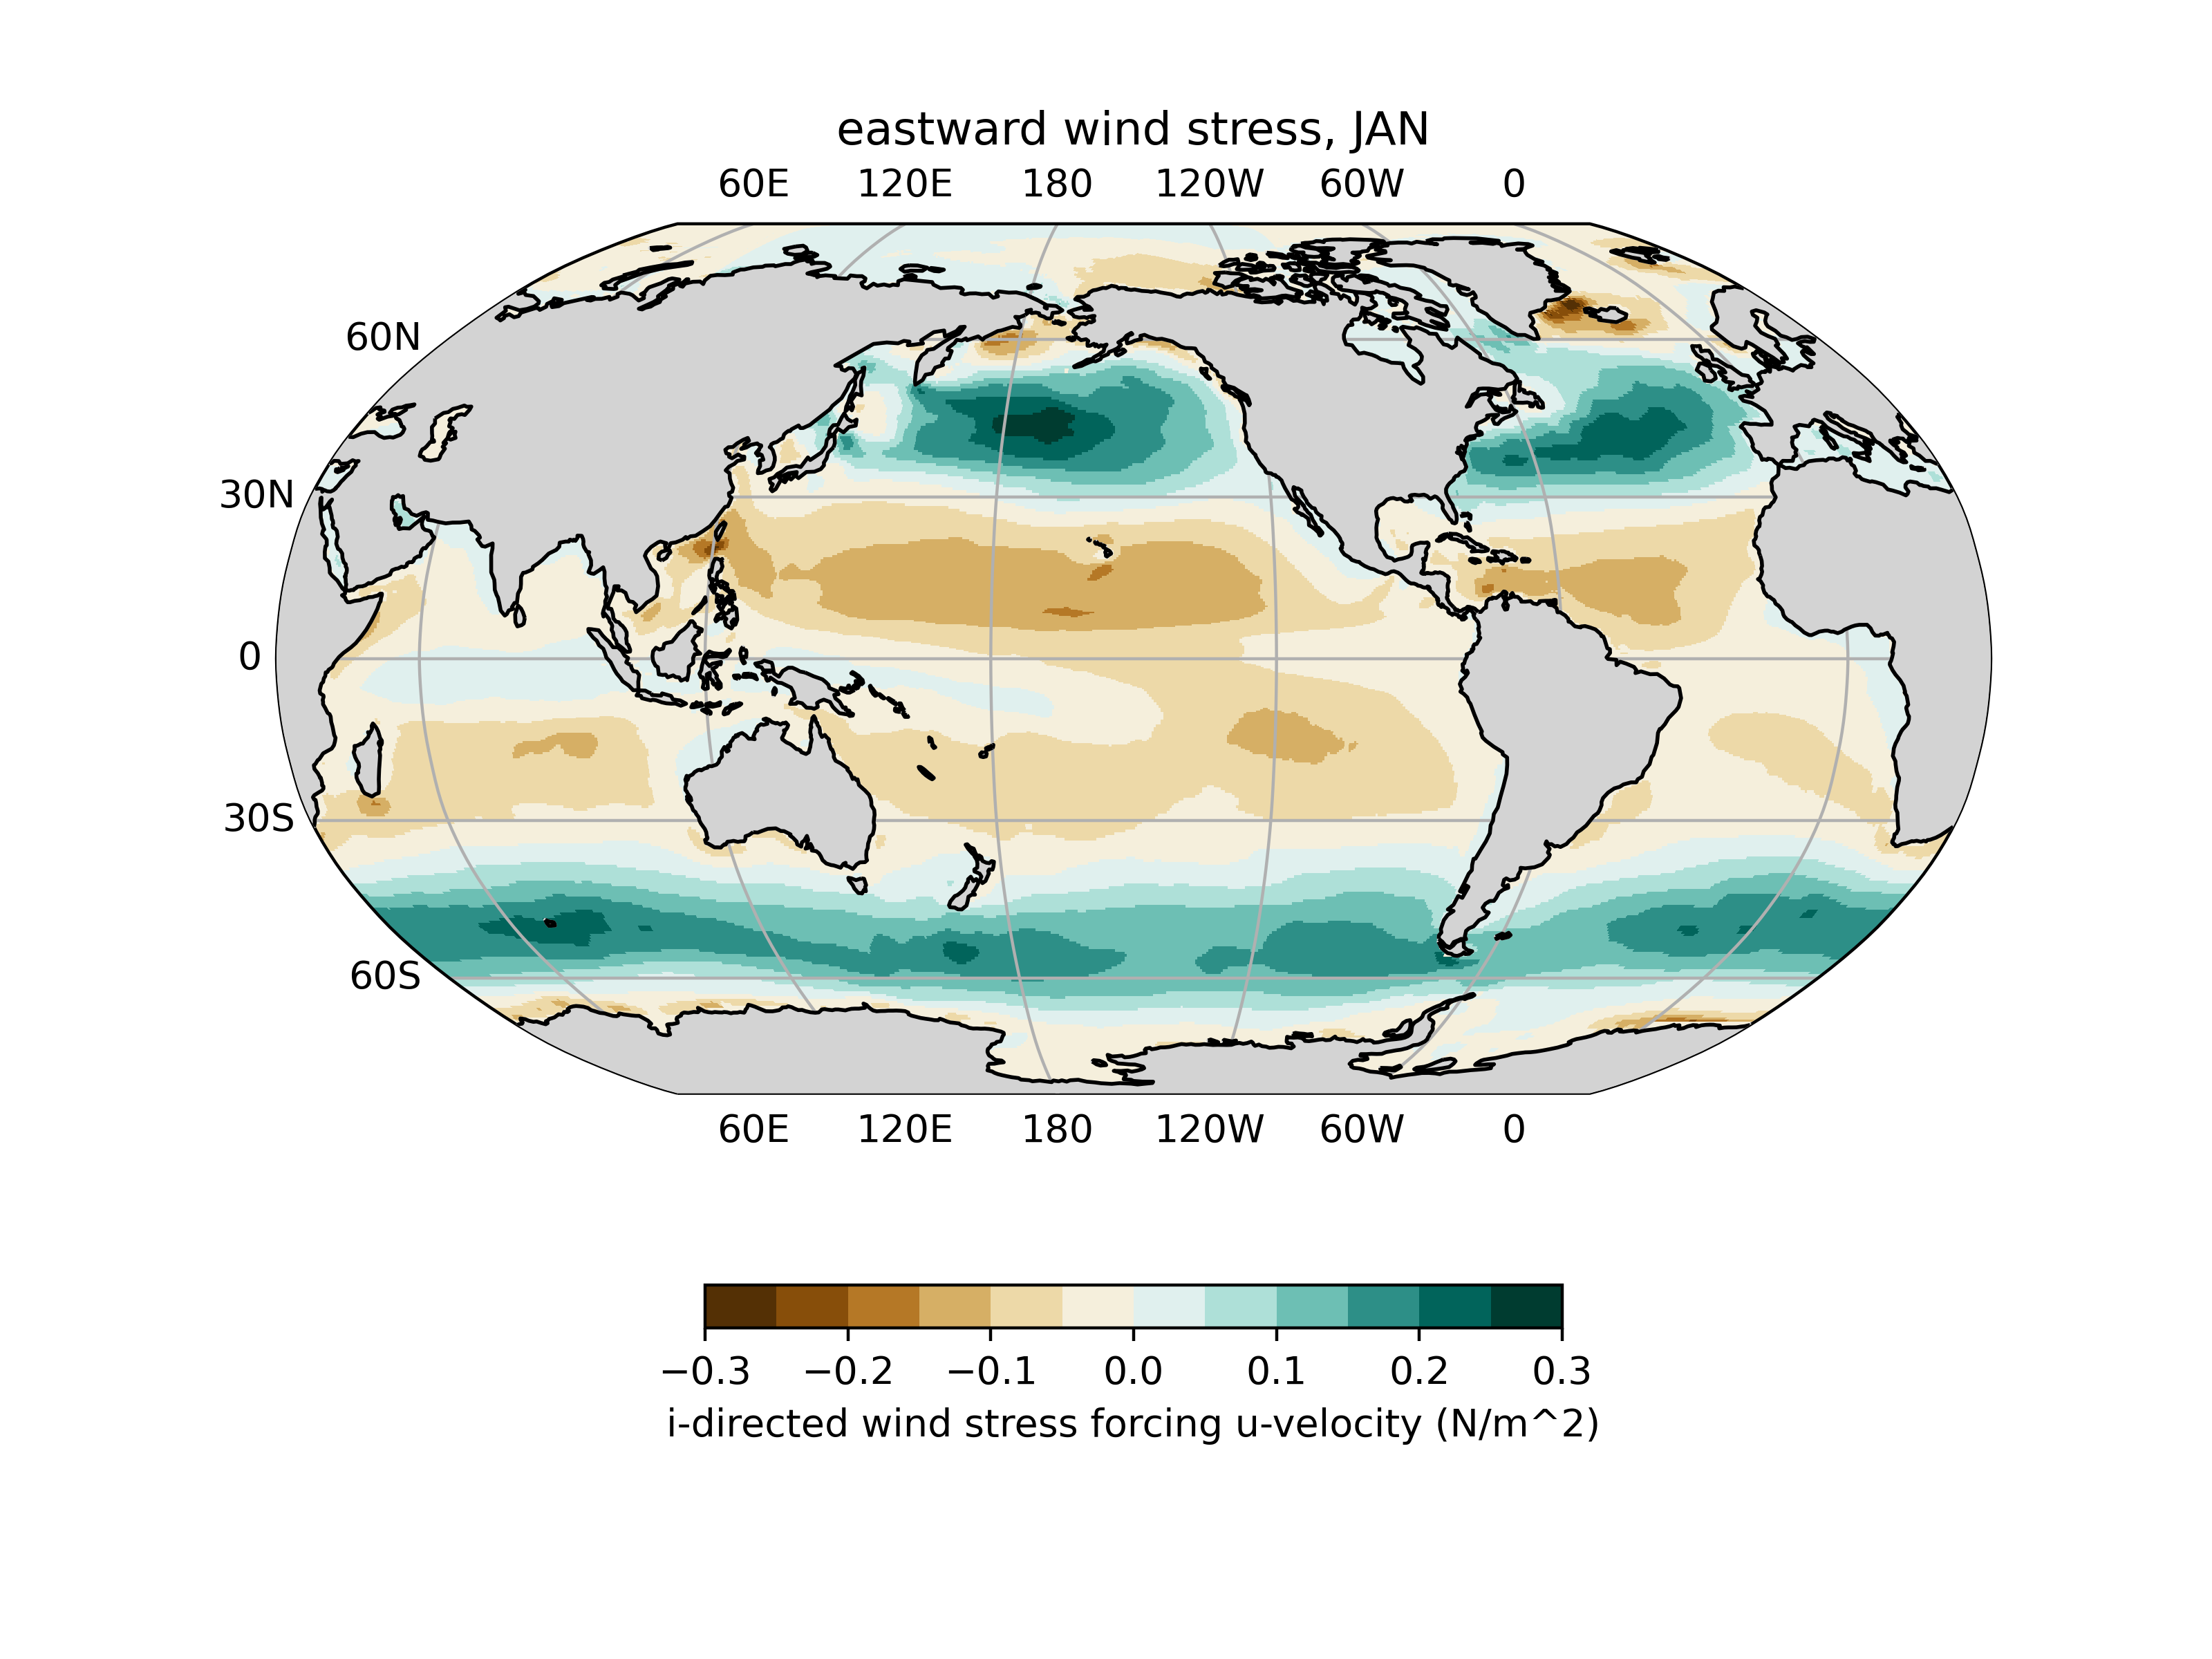 eastward wind stress, JAN
60E 120E 180 120W 60W 0
60N
30N
0
30S
60S
60E 120E 180 120W 60W 0
−0.3 −0.2 −0.1 0.0 0.1 0.2 0.3
i-directed wind stress forcing u-velocity (N/m^2)